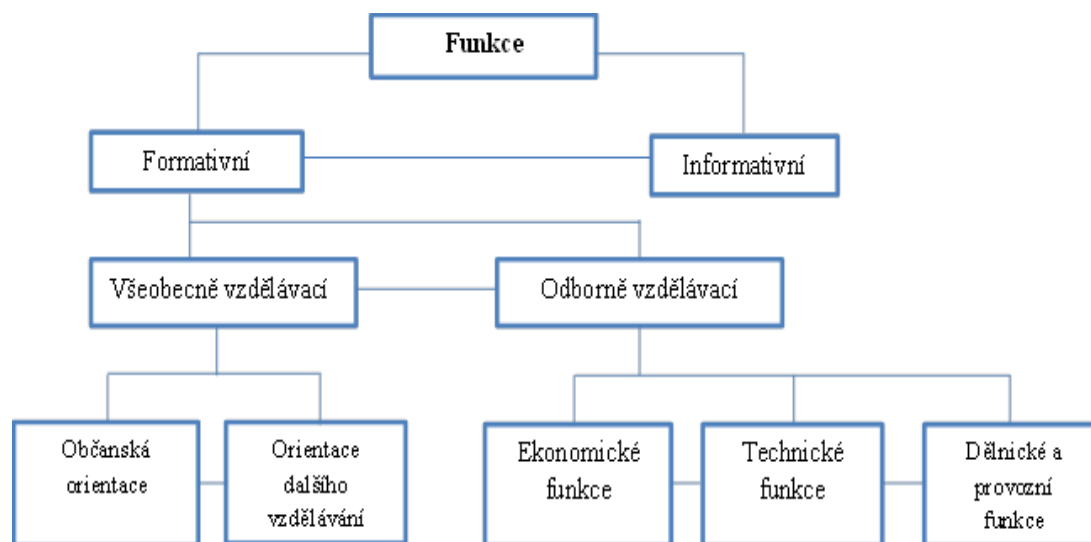 Funkce
Formativní
Informativní
Všeobecně vzdělávací
Odborně vzdělávací
Občanská
orientace
Orientace
dalšího
vzdělávání
Ekonomické
funkce
Technické
funkce
Dělnické a
provozní
funkce